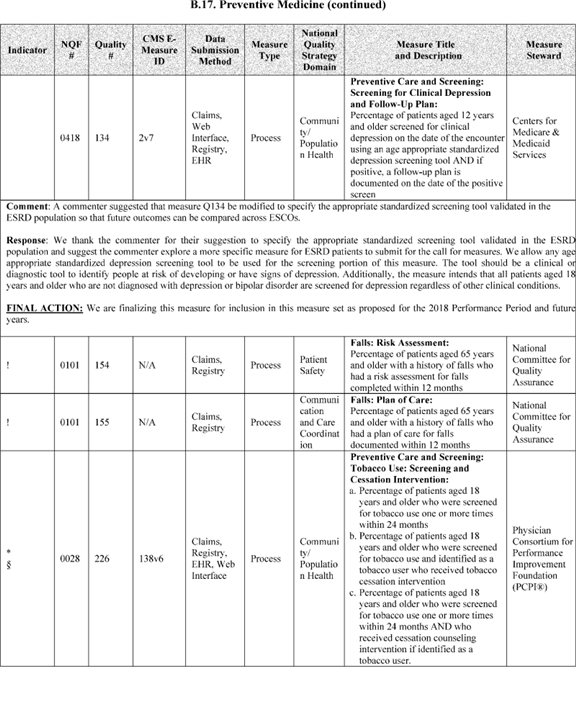 B.17. Preventive Medicine (continued)
Indicator
NQF
#
Quality
#
CMS E-
Measure
ID
Data
Submission
Method
Measure
Type
National
Quality
Strategy
Domain
Measure Title
and Description
Measure
Steward
0418
134
2v7
Claims,
Web
Interface,
Registry,
EHR
Process
Communi
ty/
Populatio
n Health
Preventive Care and Screening:
Screening for Clinical Depression
and Follow-Up Plan:
Percentage of patients aged 12 years
and older screened for clinical
depression on the date of the encounter
using an age appropriate standardized
depression screening tool AND if
positive, a follow-up plan is
documented on the date of the positive
screen
Centers for
Medicare &
Medicaid
Services
Comment: A commenter suggested that measure Q134 be modified to specify the appropriate standardized screening tool validated in the
ESRD population so that future outcomes can be compared across ESCOs.
Response: We thank the commenter for their suggestion to specify the appropriate standardized screening tool validated in the ESRD
population and suggest the commenter explore a more specific measure for ESRD patients to submit for the call for measures. We allow any age
appropriate standardized depression screening tool to be used for the screening portion of this measure. The tool should be a clinical or
diagnostic tool to identify people at risk of developing or have signs of depression. Additionally, the measure intends that all patients aged 18
years and older who are not diagnosed with depression or bipolar disorder are screened for depression regardless of other clinical conditions.
FINAL ACTION: We are finalizing this measure for inclusion in this measure set as proposed for the 2018 Performance Period and future
years.
!
0101
154
N/A
Claims,
Registry
Process
Patient
Safety
Falls: Risk Assessment:
Percentage of patients aged 65 years
and older with a history of falls who
had a risk assessment for falls
completed within 12 months
National
Committee for
Quality
Assurance
!
0101
155
N/A
Claims,
Registry
Process
Communi
cation
and Care
Coordinat
ion
Falls: Plan of Care:
Percentage of patients aged 65 years
and older with a history of falls who
had a plan of care for falls
documented within 12 months
National
Committee for
Quality
Assurance
*
§
0028
226
138v6
Claims,
Registry,
EHR, Web
Interface
Process
Communi
ty/
Populatio
n Health
Preventive Care and Screening:
Tobacco Use: Screening and
Cessation Intervention:
a. Percentage of patients aged 18
years and older who were screened
for tobacco use one or more times
within 24 months
b. Percentage of patients aged 18
years and older who were screened
for tobacco use and identified as a
tobacco user who received tobacco
cessation intervention
c. Percentage of patients aged 18
years and older who were screened
for tobacco use one or more times
within 24 months AND who
received cessation counseling
intervention if identified as a
tobacco user.
Physician
Consortium for
Performance
Improvement
Foundation
(PCPI®)